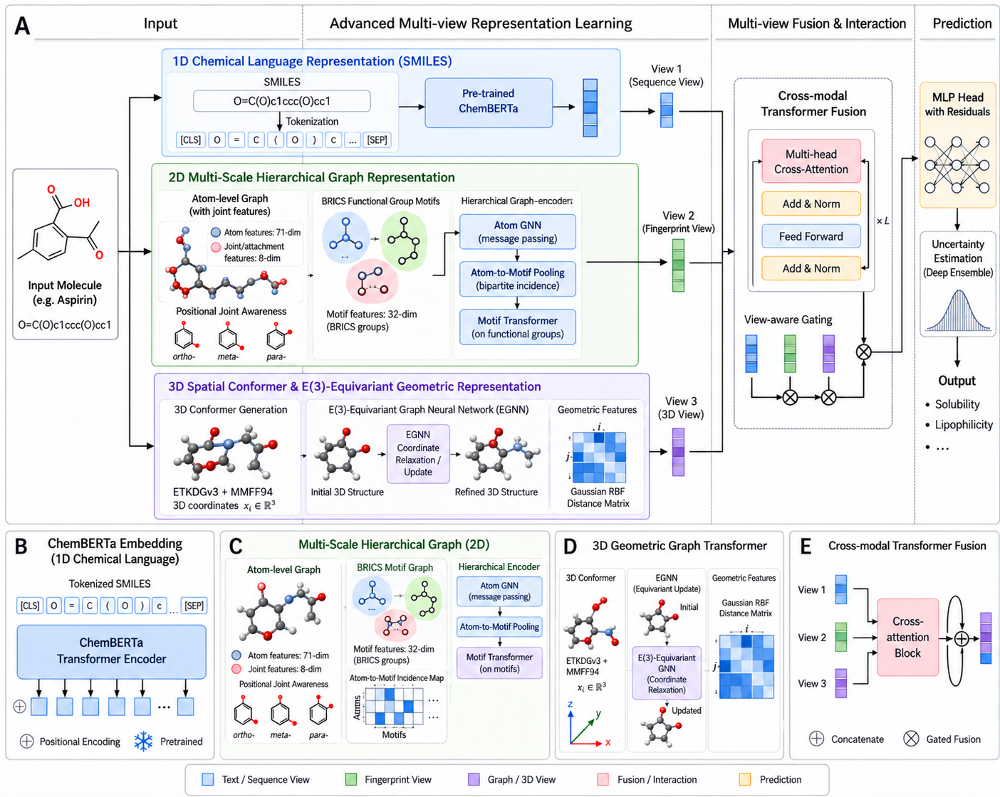 A
Input
Advanced Multi-view Representation Learning
Multi-view Fusion & Interaction
Prediction
1D Chemical Language Representation (SMILES)
SMILES
O=C(O)c1ccc(O)cc1
Tokenization
[CLS] O = C ( O ) c ... [SEP]
Pre-trained
ChemBERTa
View 1
(Sequence View)
O
OH
O
Input Molecule
(e.g. Aspirin)
O=C(O)c1ccc(O)cc1
2D Multi-Scale Hierarchical Graph Representation
Atom-level Graph
(with joint features)
Atom features: 71-dim
Joint/attachment
features: 8-dim
Positional Joint Awareness
ortho- meta- para-
BRICS Functional Group Motifs
...
Motif features: 32-dim
(BRICS groups)
Hierarchical Graph-encoder:
Atom GNN
(message passing)
Atom-to-Motif Pooling
(bipartite incidence)
Motif Transformer
(on functional groups)
View 2
(Fingerprint View)
3D Spatial Conformer & E(3)-Equivariant Geometric Representation
3D Conformer Generation
ETKDGv3 + MMFF94
3D coordinates x_i ∈ ℝ³
E(3)-Equivariant Graph Neural Network (EGNN)
EGNN
Coordinate
Relaxation /
Update
Initial 3D Structure
Refined 3D Structure
Geometric Features
i
j
Gaussian RBF
Distance Matrix
View 3
(3D View)
Cross-modal
Transformer Fusion
Multi-head
Cross-Attention
Add & Norm
Feed Forward
Add & Norm
× L
View-aware Gating
MLP Head
with Residuals
Uncertainty
Estimation
(Deep Ensemble)
Output
• Solubility
• Lipophilicity
• ...
B
ChemBERTa Embedding
(1D Chemical Language)
Tokenized SMILES
[CLS] O = C ( O ) c ... [SEP]
ChemBERTa
Transformer Encoder
...
Positional Encoding
Pretrained
C
Multi-Scale Hierarchical Graph (2D)
Atom-level Graph
Atom features: 71-dim
Joint features: 8-dim
Positional Joint Awareness
ortho- meta- para-
BRICS Motif Graph
...
Motif features: 32-dim
(BRICS groups)
Atom-to-Motif Incidence Map
...
...
Motifs
Hierarchical Encoder
Atom GNN
(message passing)
Atom-to-Motif Pooling
Motif Transformer
(on motifs)
D
3D Geometric Graph Transformer
3D Conformer
ETKDGv3 +
MMFF94
x_i ∈ ℝ³
z
y
x
EGNN
(Equivariant Update)
Initial
E(3)-Equivariant
GNN
(Coordinate
Relaxation)
Updated
Geometric Features
Gaussian RBF
Distance Matrix
i
j
E
Cross-modal Transformer Fusion
View 1
View 2
View 3
Cross-
attention
Block
Concatenate
Gated Fusion
Text / Sequence View
Fingerprint View
Graph / 3D View
Fusion / Interaction
Prediction